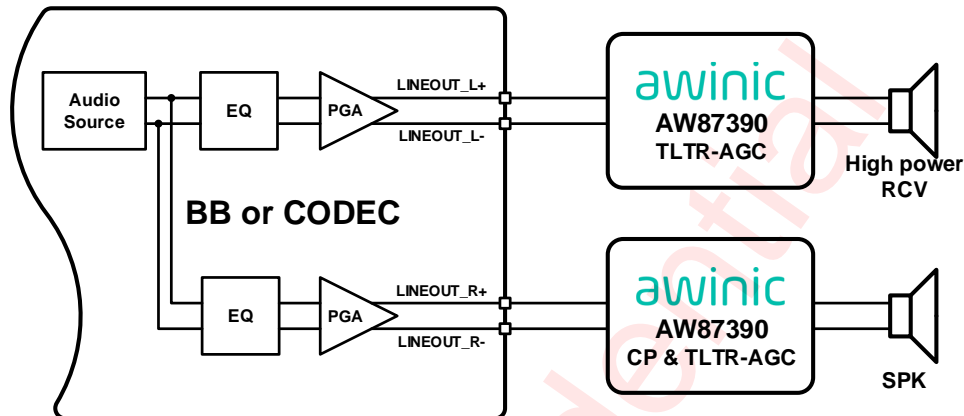 Audio
Source
EQ
PGA
LINEOUT_L+
LINEOUT_L-
awinic
AW87390
TLTR-AGC
High power
RCV
BB or CODEC
EQ
PGA
LINEOUT_R+
LINEOUT_R-
awinic
AW87390
CP & TLTR-AGC
SPK
dential